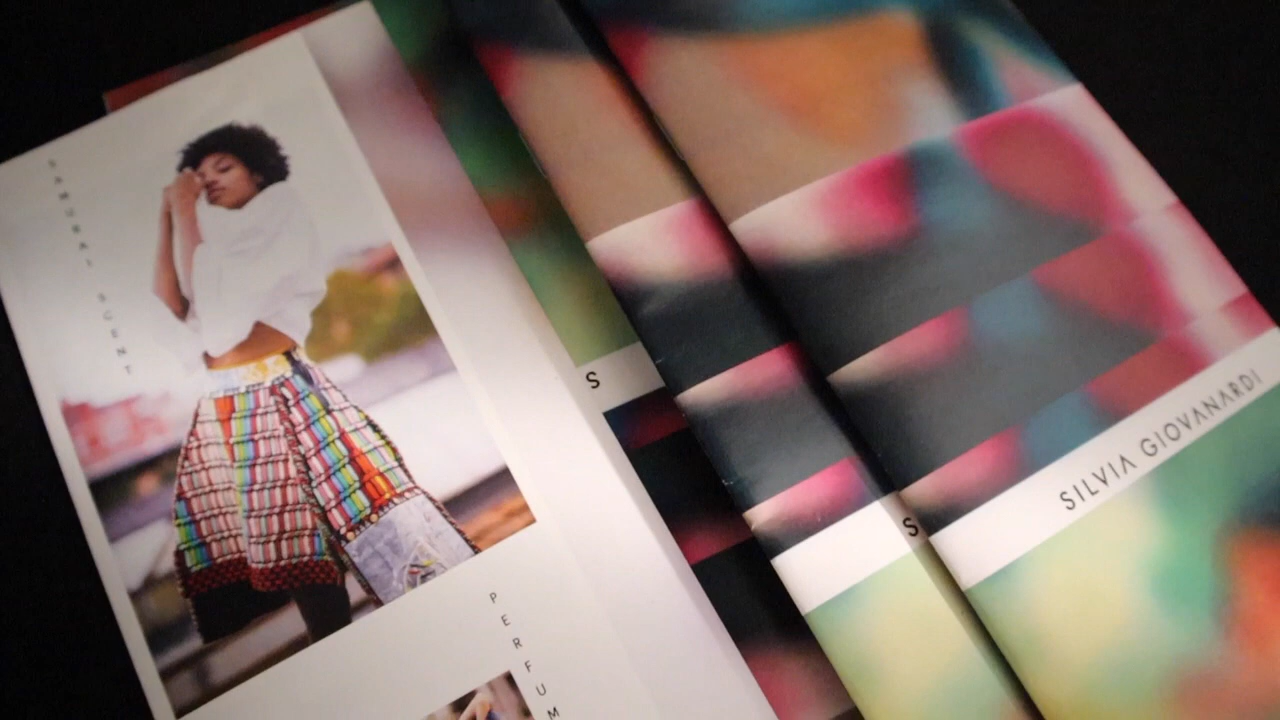 SAMURAI SCENT
PERFUM
S
S
SILVIA GIOVANARDI